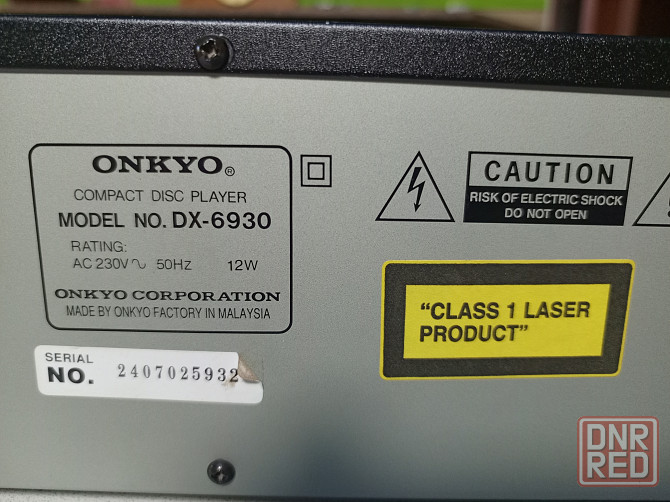 ONKYO®
COMPACT DISC PLAYER
MODEL NO. DX-6930
RATING:
AC 230V∿ 50HZ 12W
ONKYO CORPORATION
MADE BY ONKYO FACTORY IN MALAYSIA
SERIAL
NO. 2407025932
CAUTION
RISK OF ELECTRIC SHOCK
DO NOT OPEN
"CLASS 1 LASER
PRODUCT"
DNR
RED